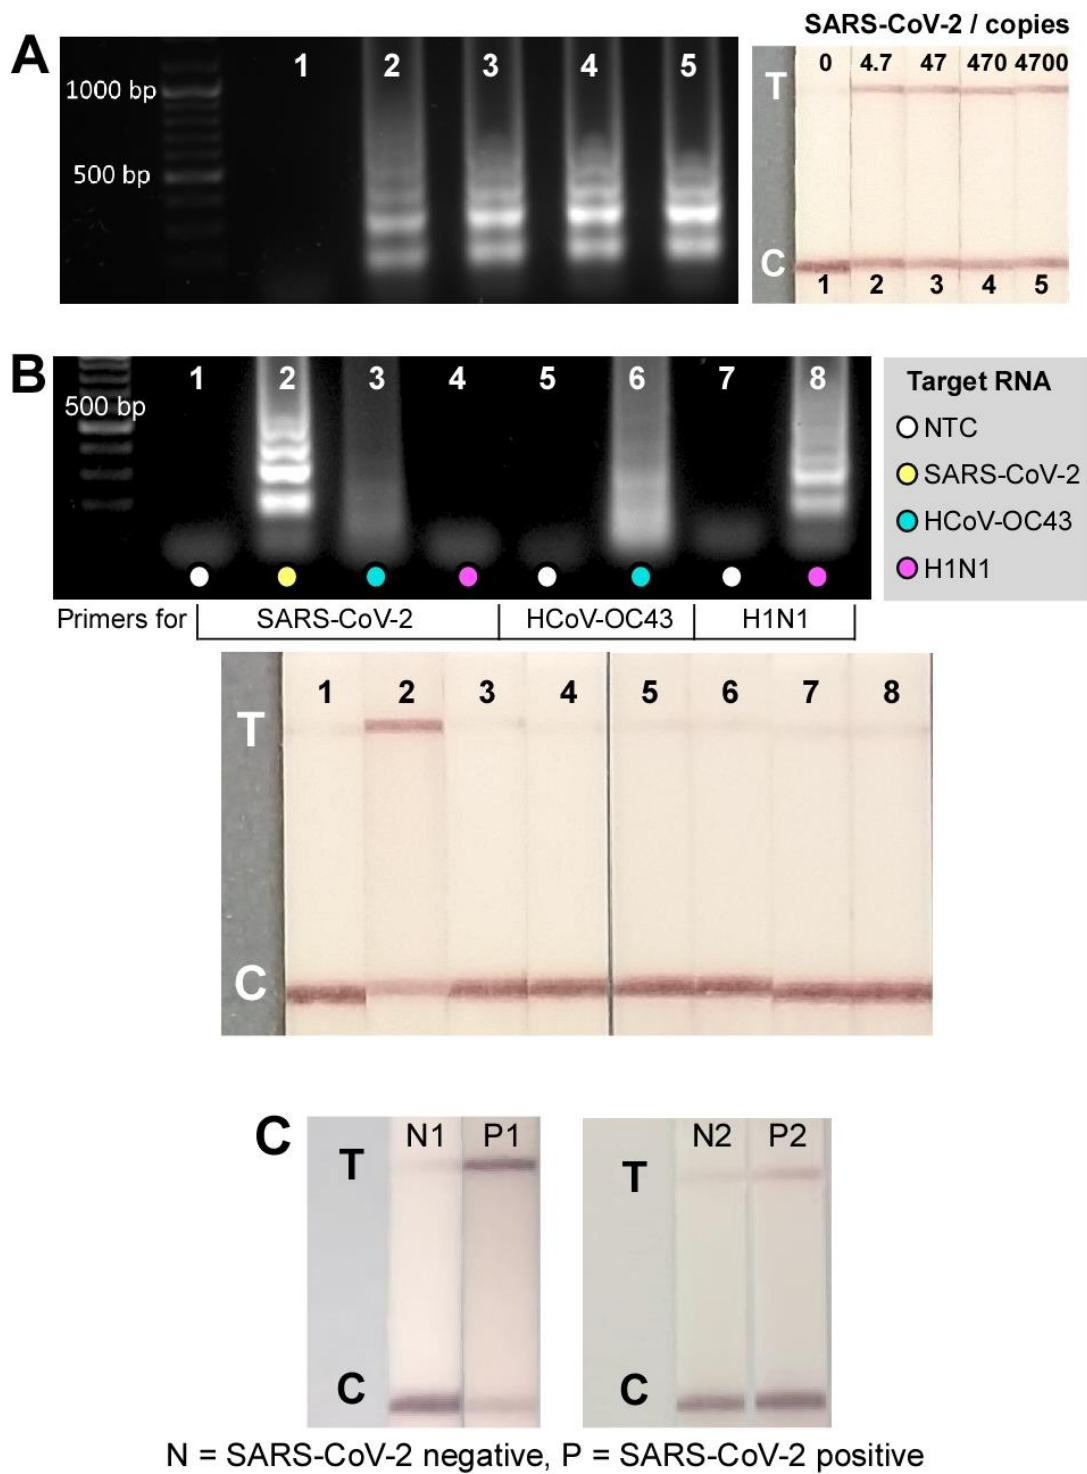 A
1000 bp
500 bp
1 2 3 4 5
SARS-CoV-2 / copies
0 4.7 47 470 4700
T
C
1 2 3 4 5
B
500 bp
1 2 3 4 5 6 7 8
Target RNA
NTC
SARS-CoV-2
HCoV-OC43
H1N1
Primers for SARS-CoV-2 HCoV-OC43 H1N1
1 2 3 4 5 6 7 8
T
C
C
N1 P1
T
C
N2 P2
T
C
N = SARS-CoV-2 negative, P = SARS-CoV-2 positive